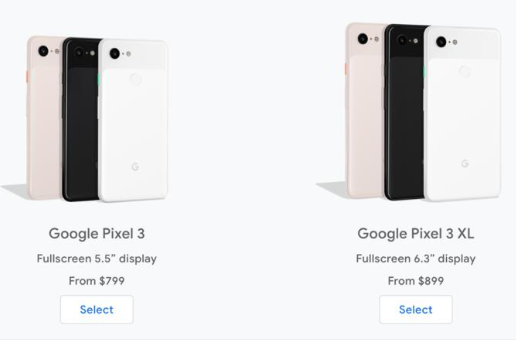 Google Pixel 3
Fullscreen 5.5” display
From $799
Select
Google Pixel 3 XL
Fullscreen 6.3” display
From $899
Select